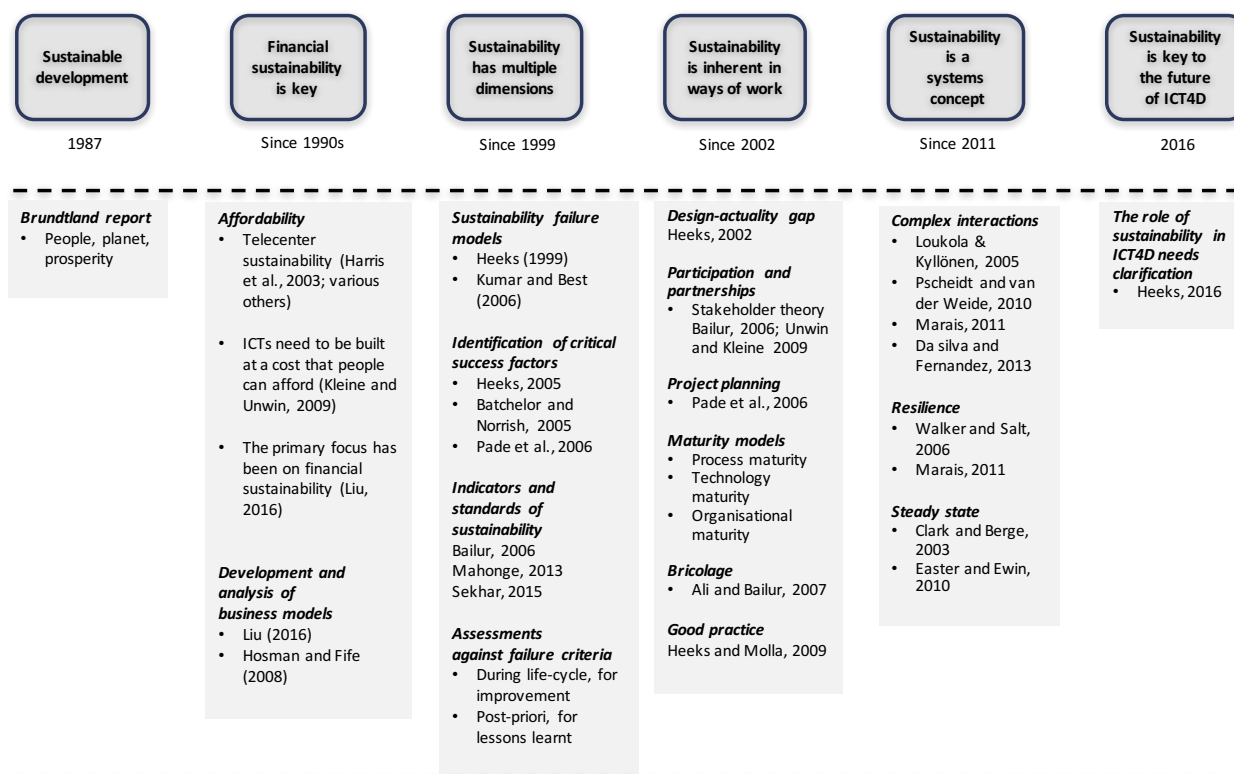 Sustainable
development
1987
Financial
sustainability
is key
Since 1990s
Sustainability
has multiple
dimensions
Since 1999
Sustainability
is inherent in
ways of work
Since 2002
Sustainability
is a
systems
concept
Since 2011
Sustainability
is key to
the future
of ICT4D
2016
Brundtland report
• People, planet,
prosperity
Affordability
• Telecenter
sustainability (Harris
et al., 2003; various
others)
• ICTs need to be built
at a cost that people
can afford (Kleine and
Unwin, 2009)
• The primary focus has
been on financial
sustainability (Liu,
2016)
Development and
analysis of
business models
• Liu (2016)
• Hosman and Fife
(2008)
Sustainability failure
models
• Heeks (1999)
• Kumar and Best
(2006)
Identification of critical
success factors
• Heeks, 2005
• Batchelor and
Norrish, 2005
• Pade et al., 2006
Indicators and
standards of
sustainability
Bailur, 2006
Mahonge, 2013
Sekhar, 2015
Assessments
against failure criteria
• During life-cycle, for
improvement
• Post-priori, for
lessons learnt
Design-actuality gap
Heeks, 2002
Participation and
partnerships
• Stakeholder theory
Bailur, 2006; Unwin
and Kleine 2009
Project planning
• Pade et al., 2006
Maturity models
• Process maturity
• Technology
maturity
• Organisational
maturity
Bricolage
• Ali and Bailur, 2007
Good practice
Heeks and Molla, 2009
Complex interactions
• Loukola &
Kyllönen, 2005
• Pscheidt and van
der Weide, 2010
• Marais, 2011
• Da silva and
Fernandez, 2013
Resilience
• Walker and Salt,
2006
• Marais, 2011
Steady state
• Clark and Berge,
2003
• Easter and Ewin,
2010
The role of
sustainability in
ICT4D needs
clarification
• Heeks, 2016